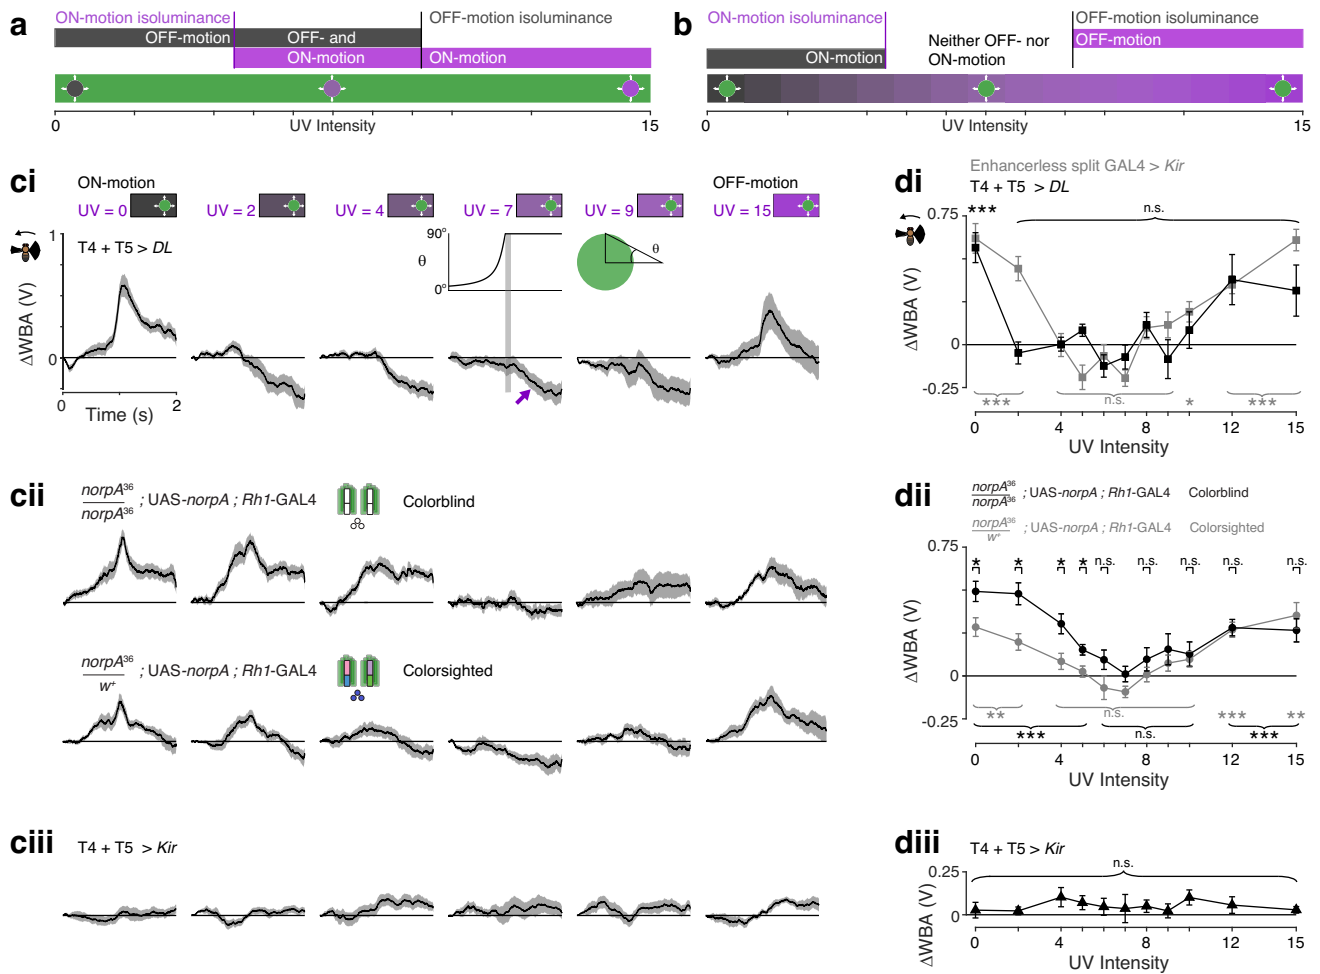 a
ON-motion isoluminance
OFF-motion isoluminance
OFF-motion
OFF- and
ON-motion
ON-motion
0
UV Intensity
15
b
ON-motion isoluminance
OFF-motion isoluminance
OFF-motion
Neither OFF- nor
ON-motion
ON-motion
0
UV Intensity
15
ci
ON-motion
OFF-motion
UV = 0
UV = 2
UV = 4
UV = 7
UV = 9
UV = 15
1
T4 + T5 > DL
90°
θ
0°
θ
ΔWBA (V)
0
0
2
Time (s)
di
Enhancerless split GAL4 > Kir
T4 + T5 > DL
0.75
***
n.s.
ΔWBA (V)
0
-0.25
***
n.s.
*
***
0
4
8
12
15
UV Intensity
cii
norpA36
norpA36
; UAS-norpA ; Rh1-GAL4
Colorblind
norpA36
w+
; UAS-norpA ; Rh1-GAL4
Colorsighted
dii
norpA36
norpA36
; UAS-norpA ; Rh1-GAL4
Colorblind
norpA36
w+
; UAS-norpA ; Rh1-GAL4
Colorsighted
0.75
*
*
*
*
n.s.
n.s.
n.s.
n.s.
n.s.
ΔWBA (V)
0
-0.25
**
n.s.
***
**
***
n.s.
***
0
4
8
12
15
UV Intensity
ciii
T4 + T5 > Kir
diii
T4 + T5 > Kir
n.s.
0.25
ΔWBA (V)
0
0
4
8
12
15
UV Intensity